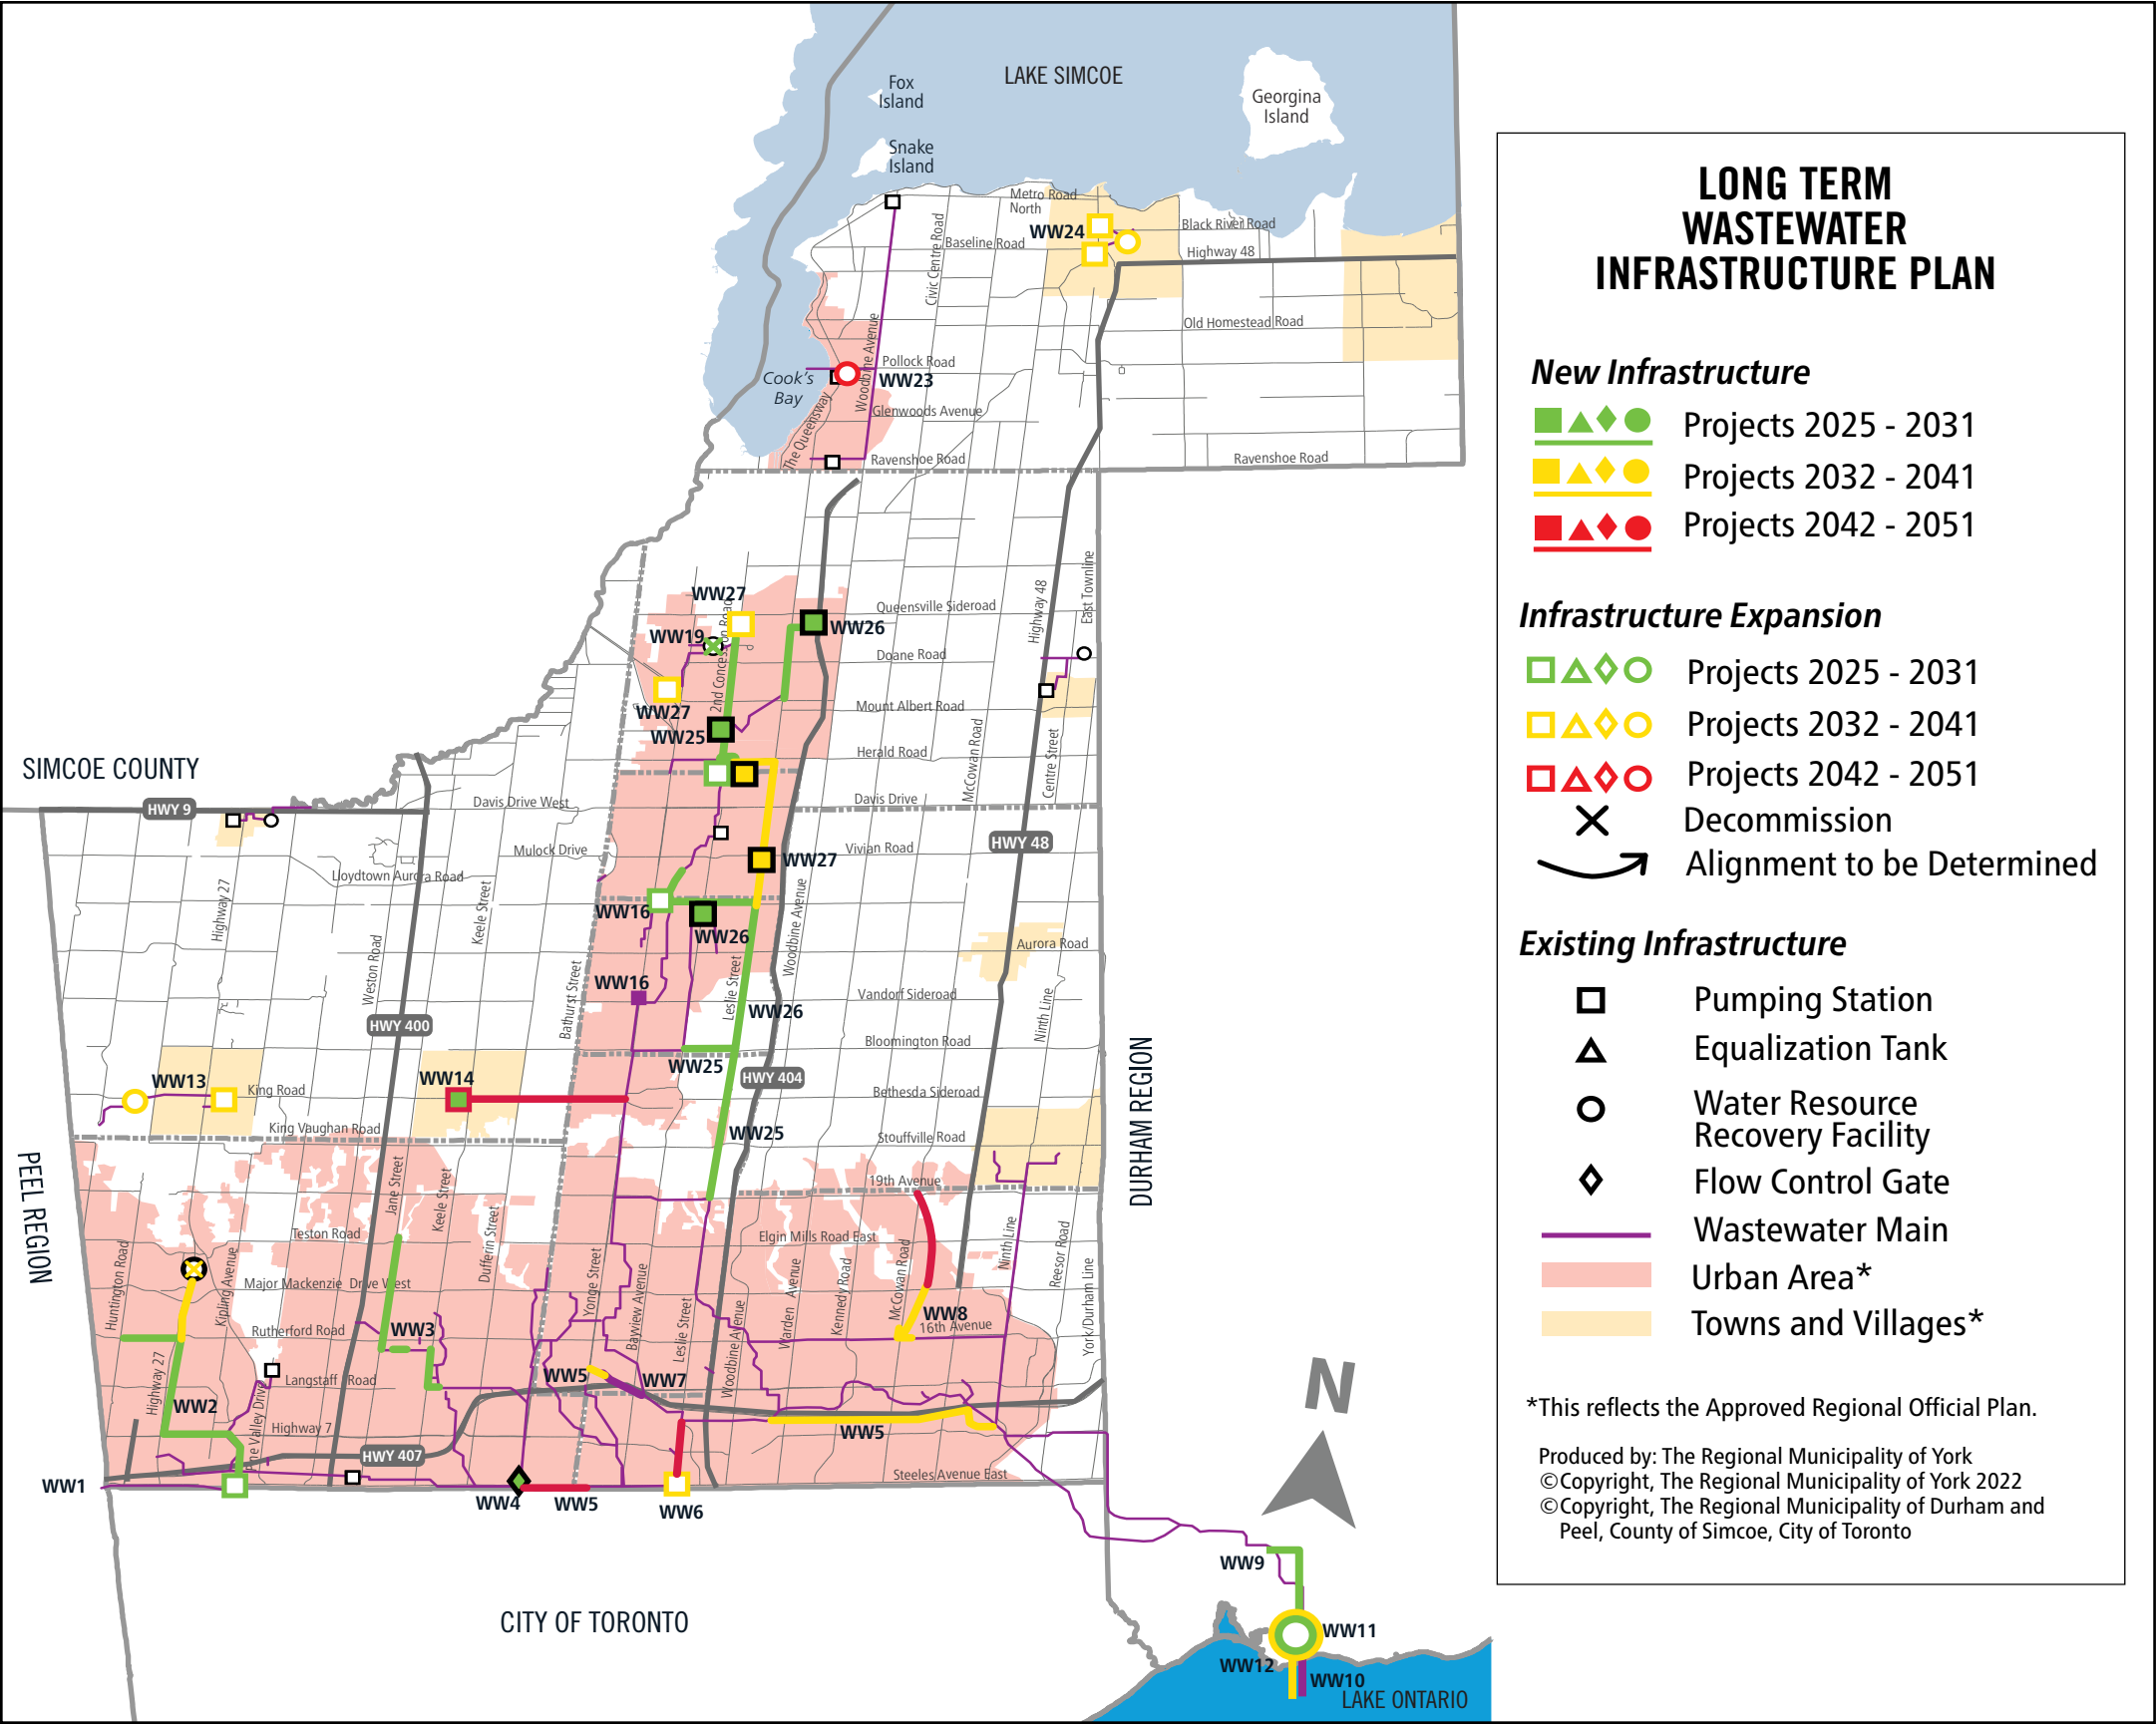 LAKE SIMCOE
Fox
Island
Georgina
Island
Snake
Island
Metro Road
North
Black River Road
WW24
Baseline Road
Highway 48
Civic Centre Road
Old Homestead Road
Woodbine Avenue
Pollock Road
Cook's
Bay
WW23
Glenwoods Avenue
The Queensway
Ravenshoe Road
Ravenshoe Road
WW27
Queensville Sideroad
WW26
WW19
2nd Concession Road
Doane Road
Highway 48
East Townline
WW27
Mount Albert Road
WW25
Herald Road
McCowan Road
Centre Street
SIMCOE COUNTY
HWY 9
Davis Drive West
Davis Drive
HWY 48
Mulock Drive
Vivian Road
WW27
Lloydtown Aurora Road
Highway 27
Keele Street
WW16
WW26
Woodbine Avenue
Aurora Road
Weston Road
Bathurst Street
WW16
Leslie Street
Vandorf Sideroad
Ninth Line
WW26
HWY 400
Bloomington Road
WW25
HWY 404
WW13
King Road
WW14
Bethesda Sideroad
DURHAM REGION
King Vaughan Road
WW25
Stouffville Road
PEEL REGION
Jane Street
Keele Street
19th Avenue
Dufferin Street
Teston Road
Elgin Mills Road East
Ninth Line
Reesor Road
Huntington Road
Kipling Avenue
Major Mackenzie Drive West
Yonge Street
Bayview Avenue
Leslie Street
Woodbine Avenue
Warden Avenue
Kennedy Road
McCowan Road
York/Durham Line
WW8
16th Avenue
Rutherford Road
WW3
Highway 27
Langstaff Road
WW5
WW7
WW2
Pine Valley Drive
Highway 7
WW5
HWY 407
Steeles Avenue East
WW1
WW4
WW5
WW6
WW9
CITY OF TORONTO
WW11
WW12
WW10
LAKE ONTARIO
N
LONG TERM
WASTEWATER
INFRASTRUCTURE PLAN
New Infrastructure
Projects 2025 - 2031
Projects 2032 - 2041
Projects 2042 - 2051
Infrastructure Expansion
Projects 2025 - 2031
Projects 2032 - 2041
Projects 2042 - 2051
Decommission
Alignment to be Determined
Existing Infrastructure
Pumping Station
Equalization Tank
Water Resource
Recovery Facility
Flow Control Gate
Wastewater Main
Urban Area*
Towns and Villages*
*This reflects the Approved Regional Official Plan.
Produced by: The Regional Municipality of York
©Copyright, The Regional Municipality of York 2022
©Copyright, The Regional Municipality of Durham and
Peel, County of Simcoe, City of Toronto